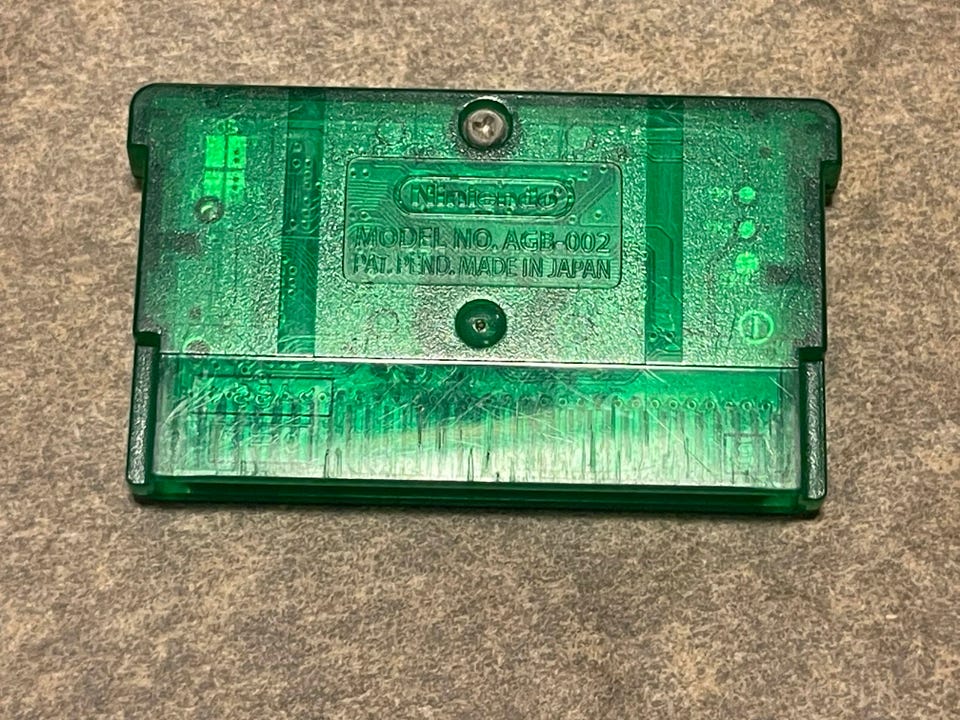 Nintendo
MODEL NO. AGB-002
PAT. PEND. MADE IN JAPAN